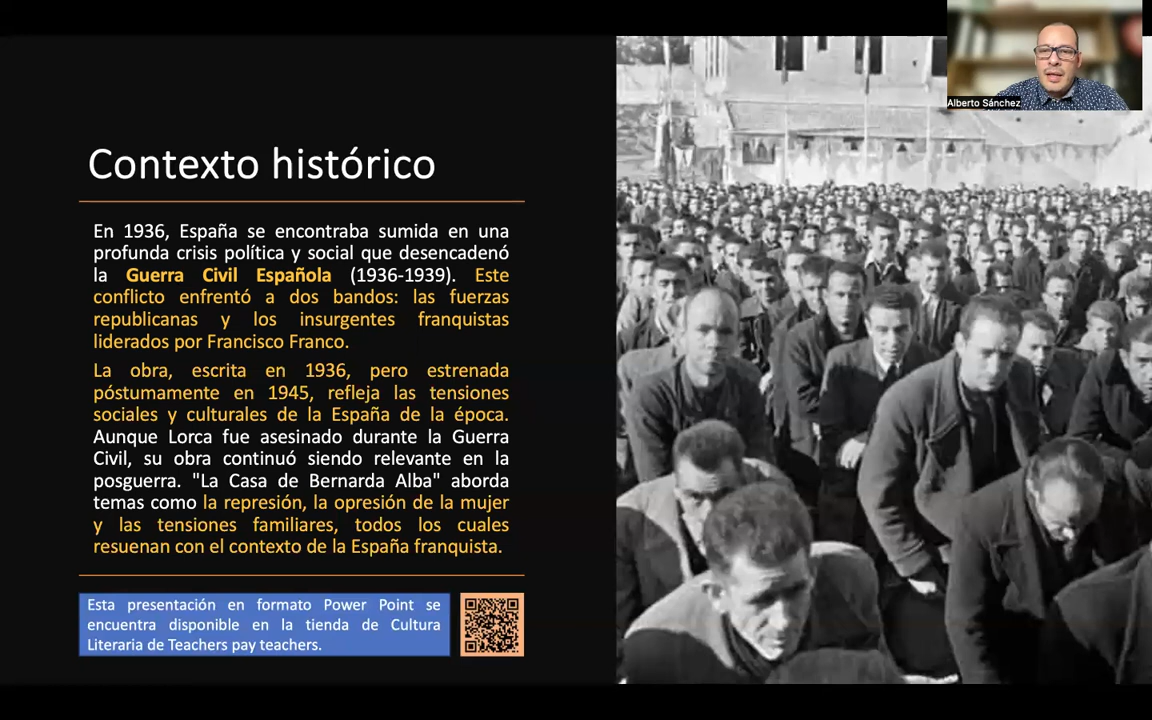 Alberto Sánchez
Contexto histórico
En 1936, España se encontraba sumida en una
profunda crisis política y social que desencadenó
la Guerra Civil Española (1936-1939). Este
conflicto enfrentó a dos bandos: las fuerzas
republicanas y los insurgentes franquistas
liderados por Francisco Franco.
La obra, escrita en 1936, pero estrenada
póstumamente en 1945, refleja las tensiones
sociales y culturales de la España de la época.
Aunque Lorca fue asesinado durante la Guerra
Civil, su obra continuó siendo relevante en la
posguerra. "La Casa de Bernarda Alba" aborda
temas como la represión, la opresión de la mujer
y las tensiones familiares, todos los cuales
resuenan con el contexto de la España franquista.
Esta presentación en formato Power Point se
encuentra disponible en la tienda de Cultura
Literaria de Teachers pay teachers.